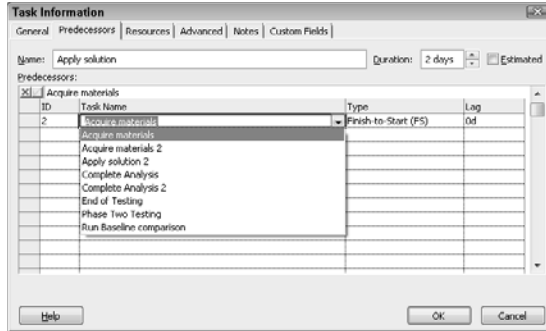 Task Information
General Predecessors Resources Advanced Notes Custom Fields
Name: Apply solution Duration: 2 days Estimated
Predecessors:
Acquire materials
ID Task Name Type Lag
2 Acquire materials Finish-to-Start (FS) 0d
Acquire materials
Acquire materials 2
Apply solution 2
Complete Analysis
Complete Analysis 2
End of Testing
Phase Two Testing
Run Baseline comparison
Help OK Cancel